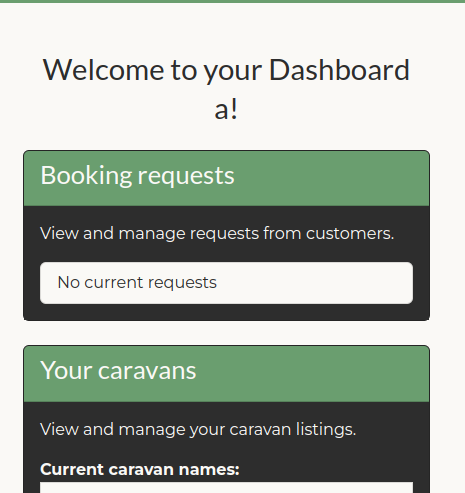 Welcome to your Dashboard
a!
Booking requests
View and manage requests from customers.
No current requests
Your caravans
View and manage your caravan listings.
Current caravan names: